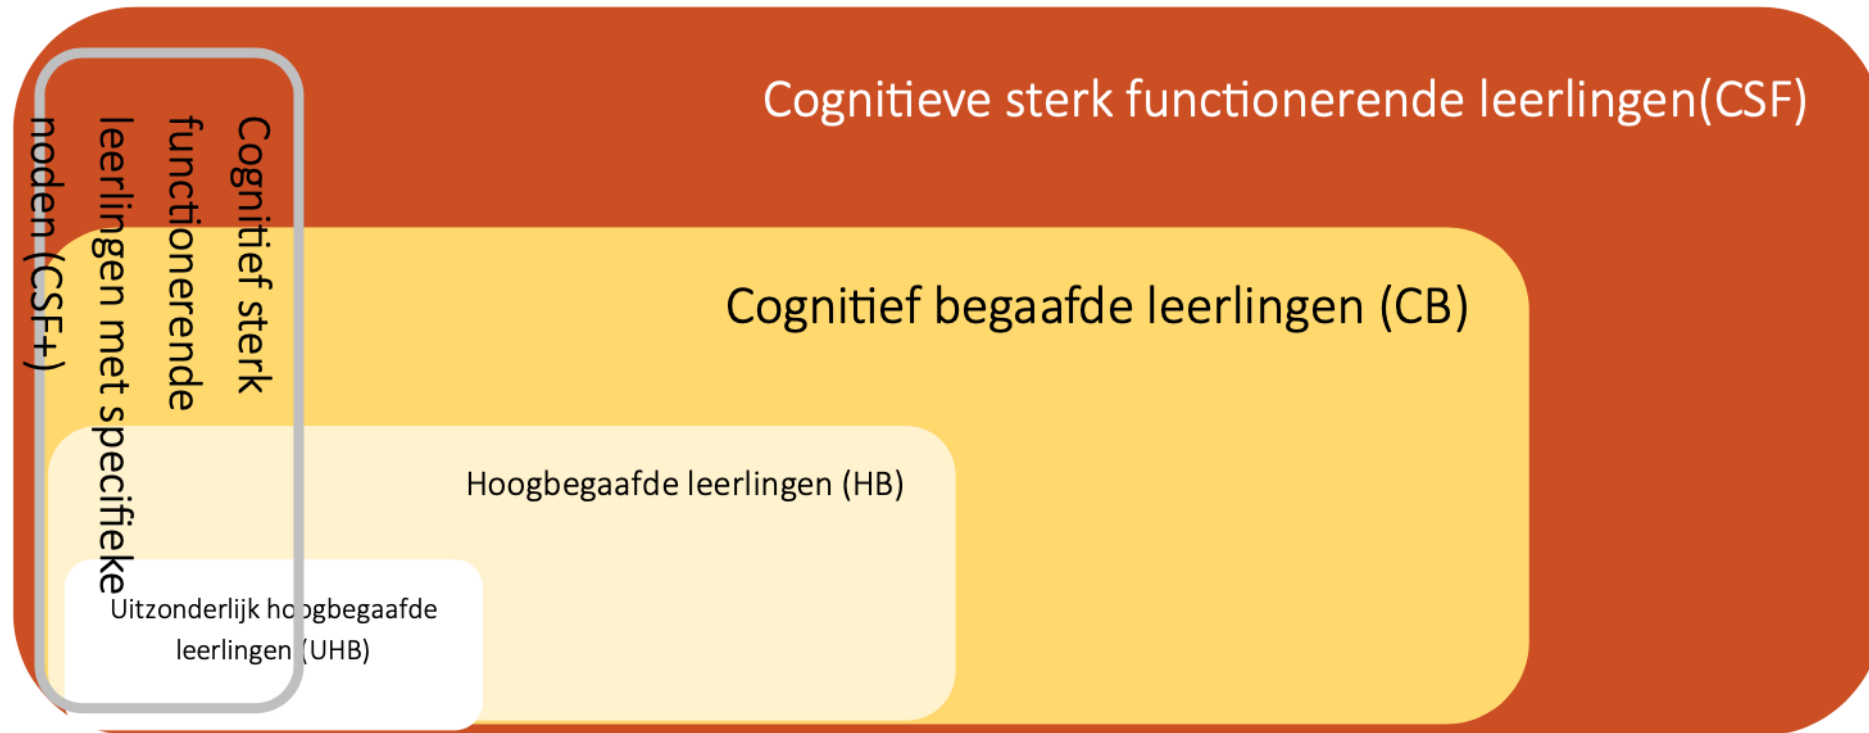 Cognitieve sterk functionerende leerlingen(CSF)
Cognitief sterk
functionerende
leerlingen met specifieke
noden (CSF+)
Cognitief begaafde leerlingen (CB)
Hoogbegaafde leerlingen (HB)
Uitzonderlijk hoogbegaafde
leerlingen (UHB)